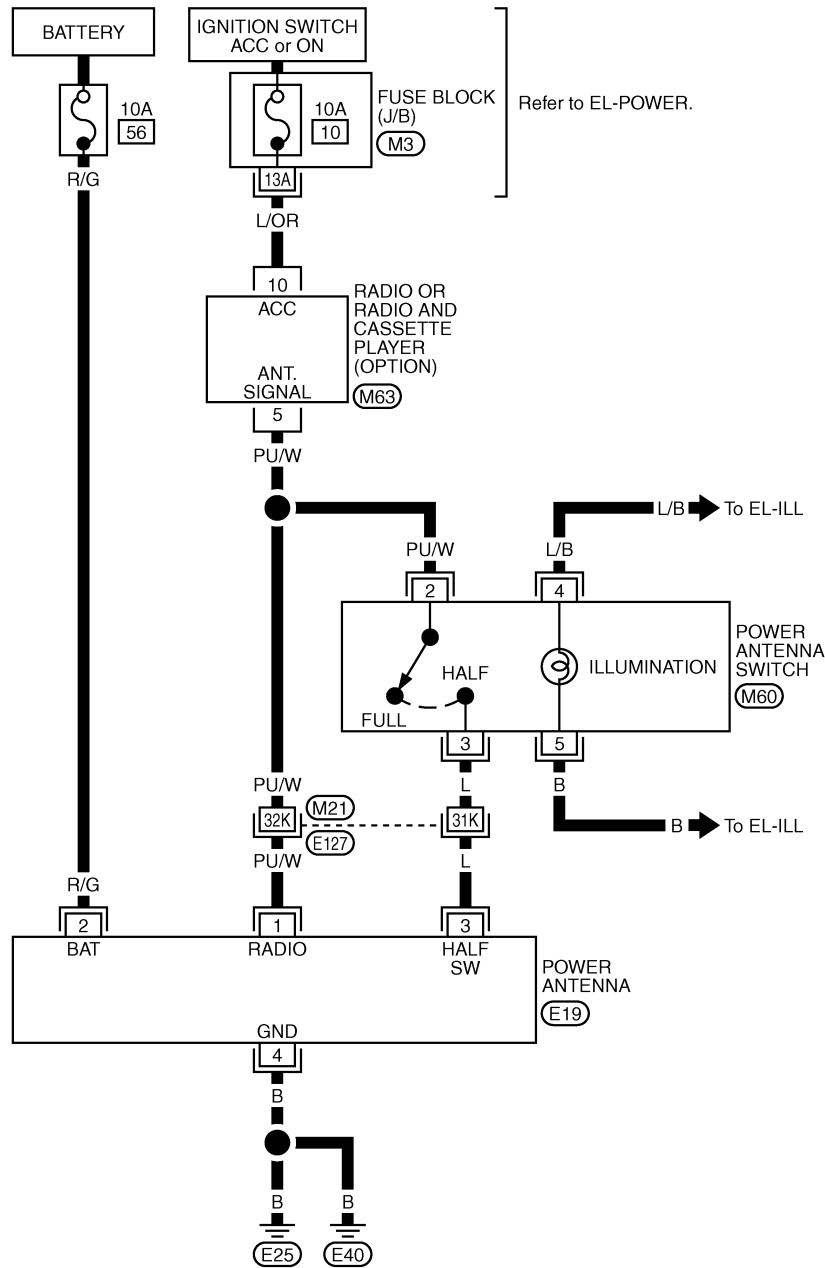 BATTERY
IGNITION SWITCH
ACC or ON
10A
56
10A
10
FUSE BLOCK
(J/B)
M3
Refer to EL-POWER.
R/G
13A
L/OR
10
ACC
RADIO OR
RADIO AND
CASSETTE
PLAYER
(OPTION)
M63
ANT.
SIGNAL
5
PU/W
L/B
To EL-ILL
PU/W
L/B
2
4
HALF
FULL
ILLUMINATION
POWER
ANTENNA
SWITCH
M60
3
5
PU/W
L
B
32K
M21
E127
31K
B
To EL-ILL
PU/W
L
R/G
2
1
3
BAT
RADIO
HALF
SW
POWER
ANTENNA
E19
GND
4
B
B
B
E25
E40